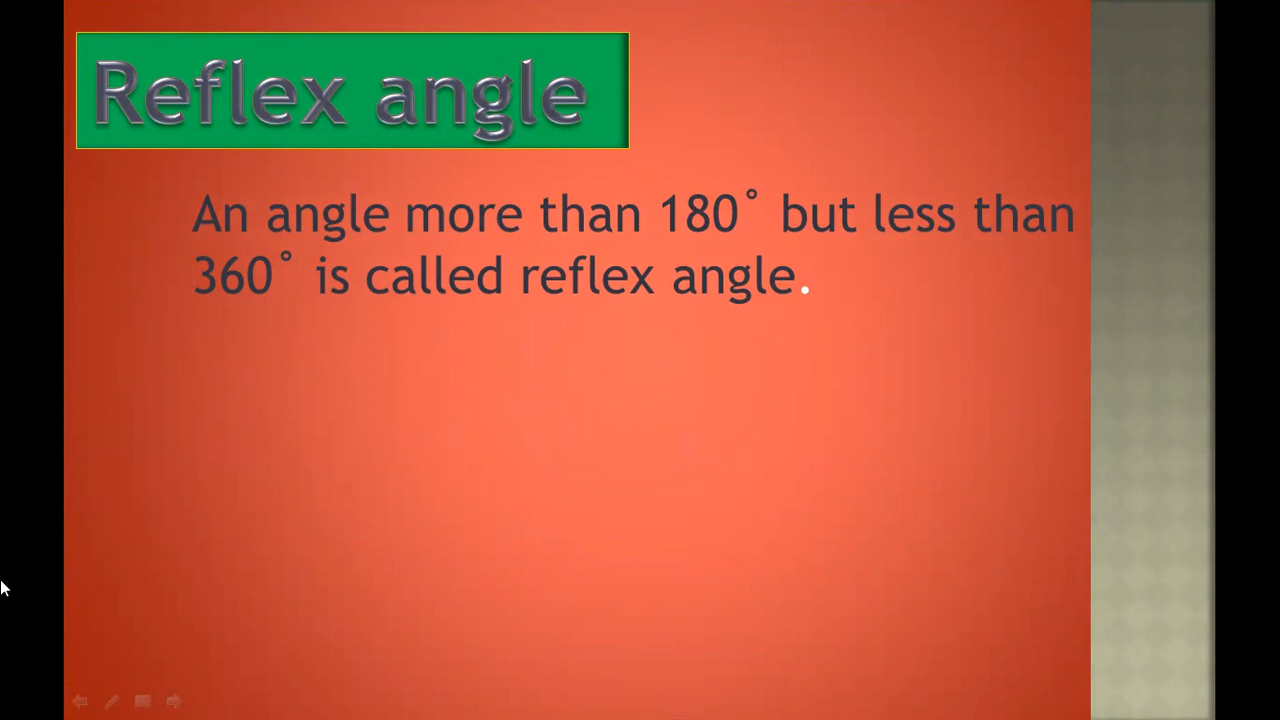 Reflex angle
An angle more than 180˚ but less than
360˚ is called reflex angle.